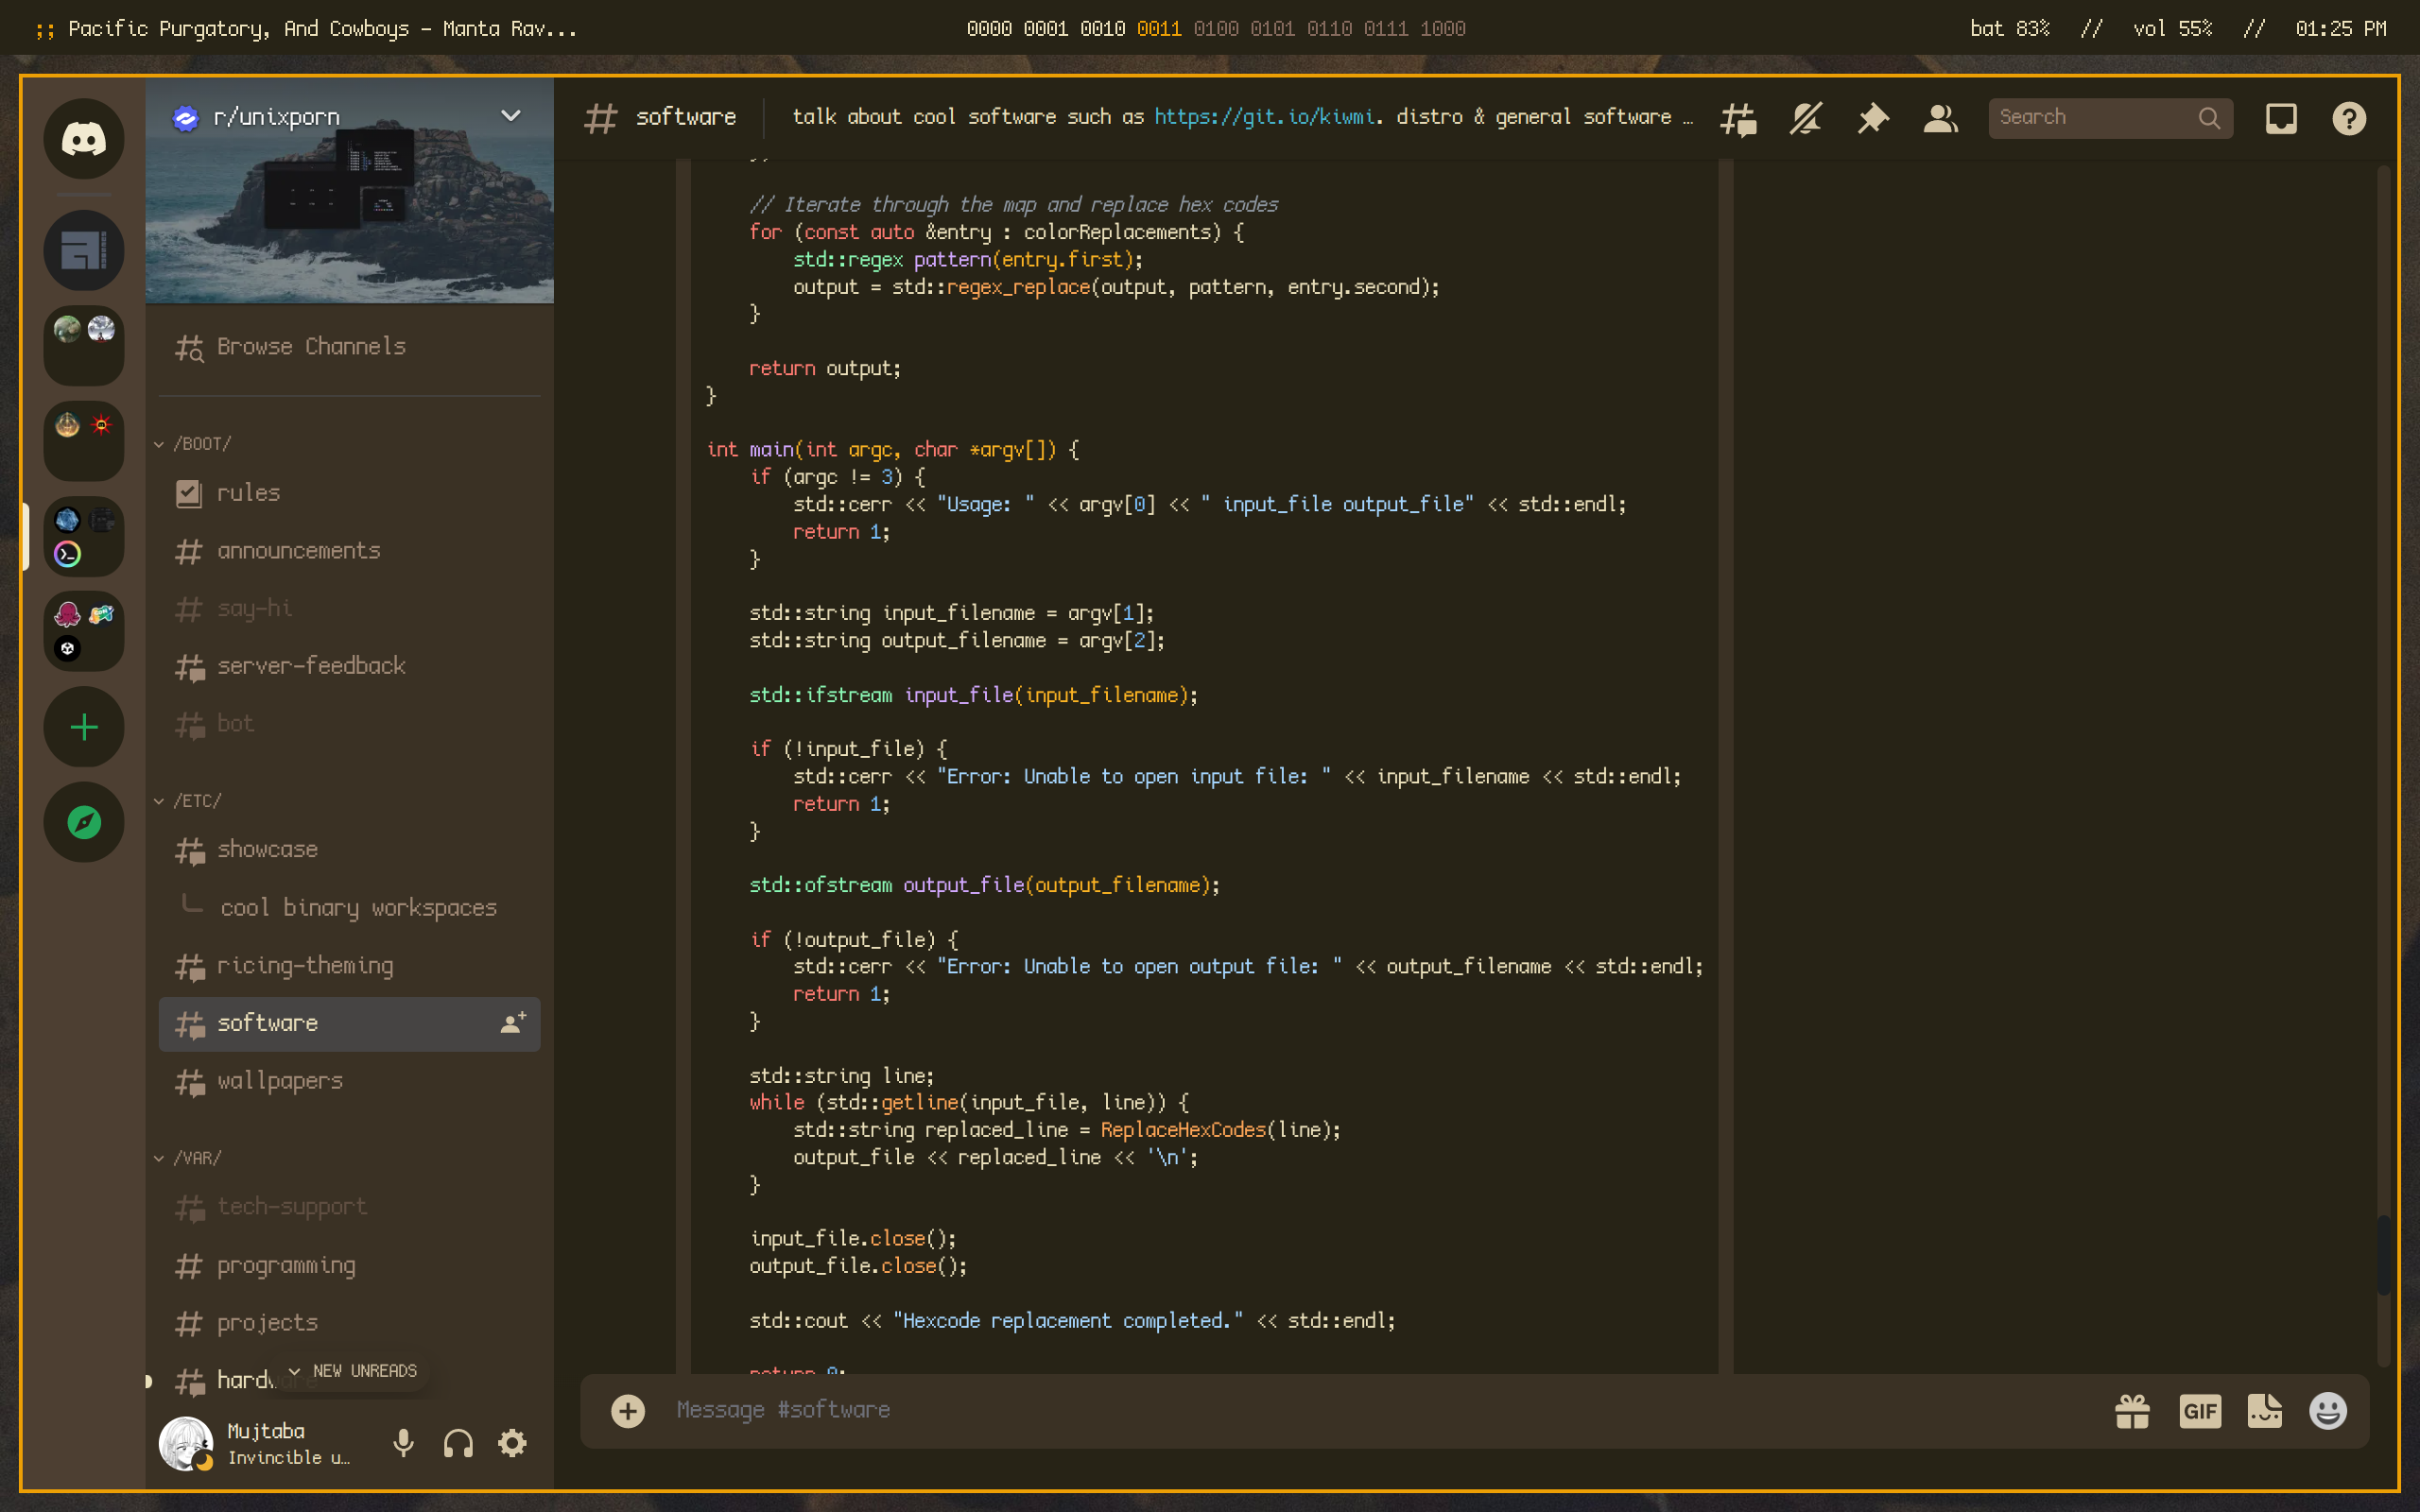 ;; Pacific Purgatory, And Cowboys - Manta Rav...
0000 0001 0010 0011 0100 0101 0110 0111 1000
bat 83% // vol 55% // 01:25 PM
r/unixporn
Browse Channels
/BOOT/
rules
announcements
say-hi
server-feedback
bot
/ETC/
showcase
cool binary workspaces
ricing-theming
software
wallpapers
/VAR/
tech-support
programming
projects
NEW UNREADS
Mujtaba
Invincible u...
software
talk about cool software such as https://git.io/kiwmi. distro & general software ...
Search
// Iterate through the map and replace hex codes
for (const auto &entry : colorReplacements) {
std::regex pattern(entry.first);
output = std::regex_replace(output, pattern, entry.second);
}
return output;
}
int main(int argc, char *argv[]) {
if (argc != 3) {
std::cerr << "Usage: " << argv[0] << " input_file output_file" << std::endl;
return 1;
}
std::string input_filename = argv[1];
std::string output_filename = argv[2];
std::ifstream input_file(input_filename);
if (!input_file) {
std::cerr << "Error: Unable to open input file: " << input_filename << std::endl;
return 1;
}
std::ofstream output_file(output_filename);
if (!output_file) {
std::cerr << "Error: Unable to open output file: " << output_filename << std::endl;
return 1;
}
std::string line;
while (std::getline(input_file, line)) {
std::string replaced_line = ReplaceHexCodes(line);
output_file << replaced_line << '\n';
}
input_file.close();
output_file.close();
std::cout << "Hexcode replacement completed." << std::endl;
Message #software
GIF